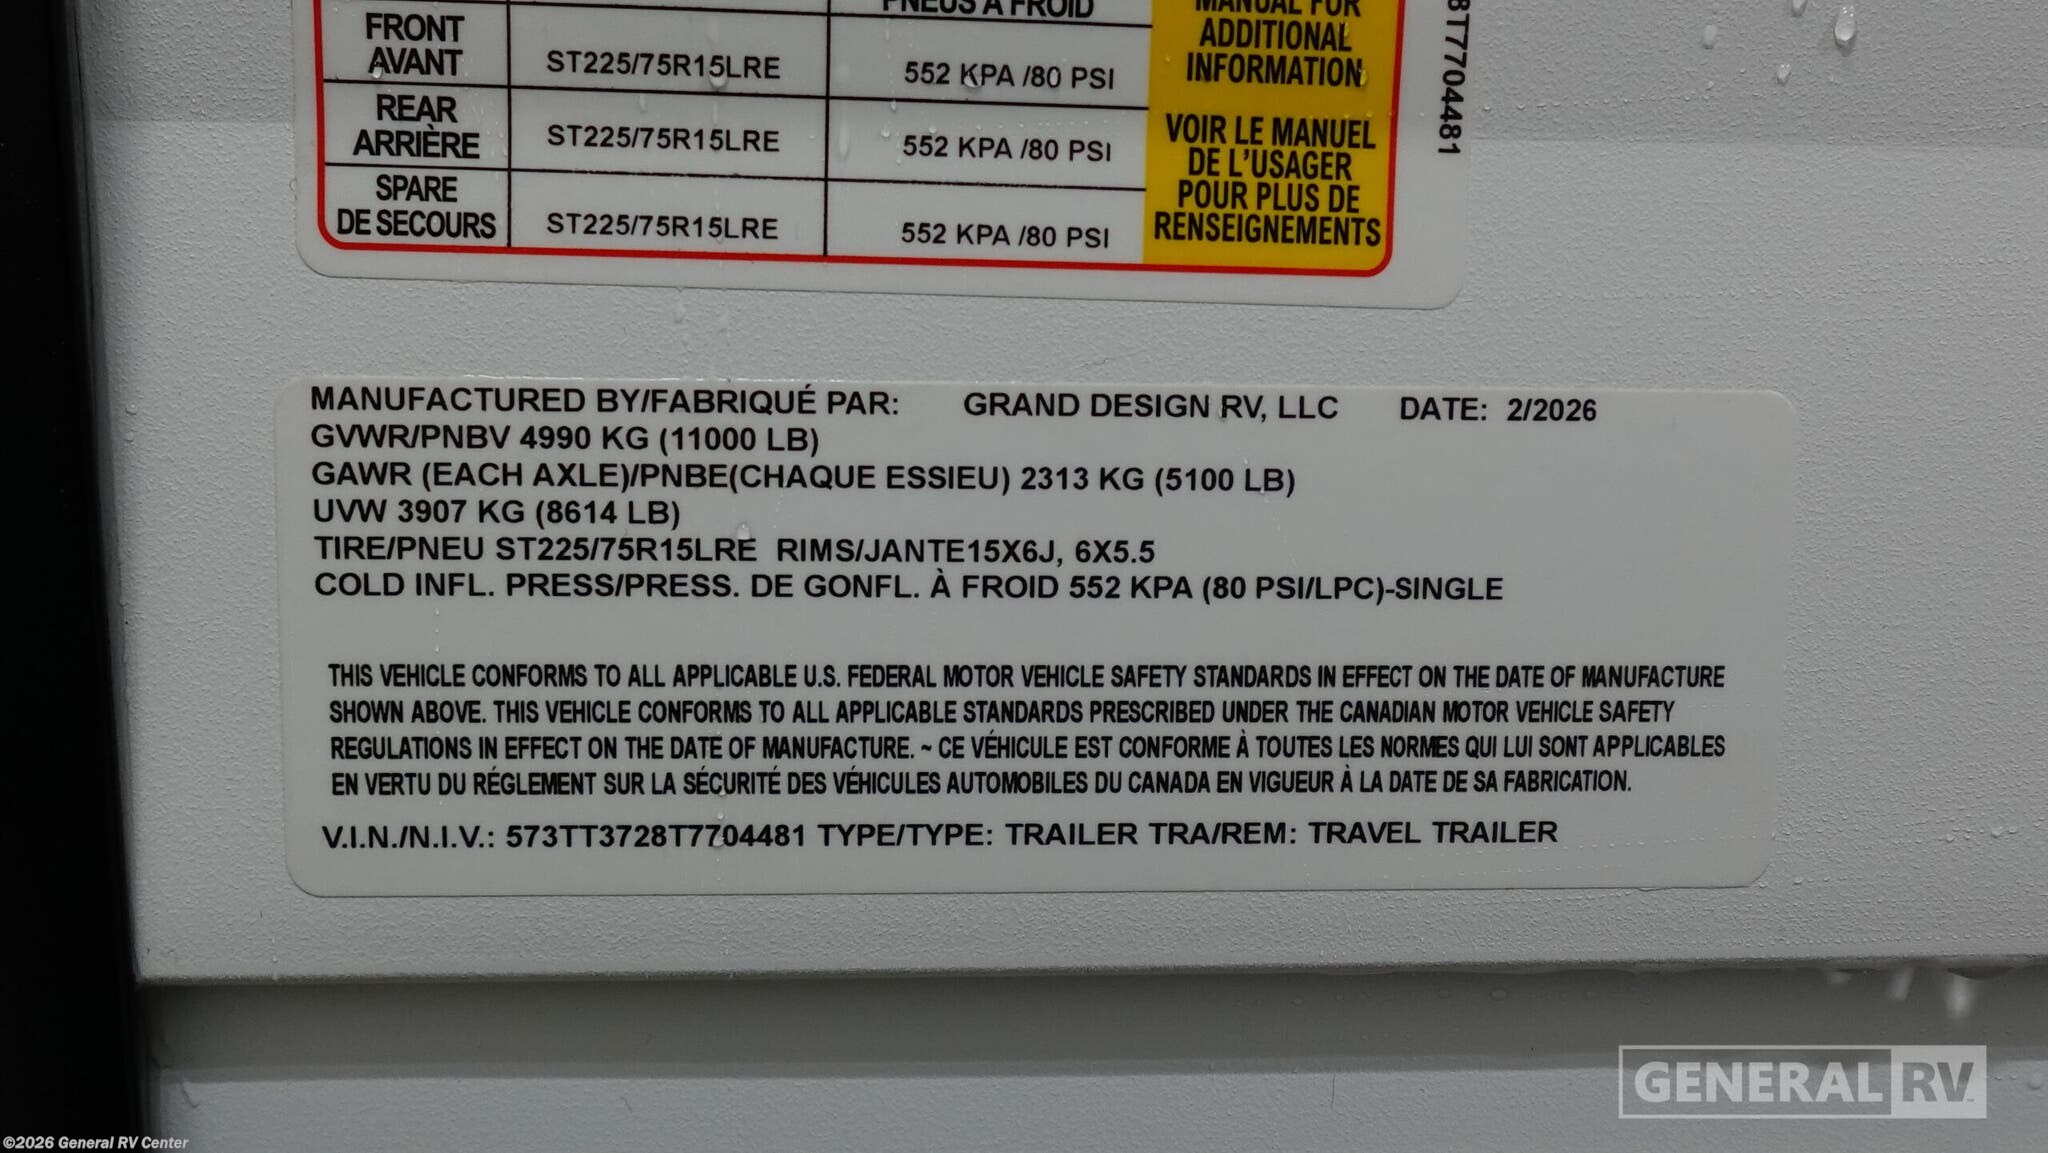 PNEUS À FROID
MANUAL FOR
ADDITIONAL
INFORMATION
FRONT
AVANT
ST225/75R15LRE
552 KPA /80 PSI
REAR
ARRIÈRE
ST225/75R15LRE
552 KPA /80 PSI
SPARE
DE SECOURS
ST225/75R15LRE
552 KPA /80 PSI
VOIR LE MANUEL
DE L'USAGER
POUR PLUS DE
RENSEIGNEMENTS
8T7704481
MANUFACTURED BY/FABRIQUÉ PAR: GRAND DESIGN RV, LLC DATE: 2/2026
GVWR/PNBV 4990 KG (11000 LB)
GAWR (EACH AXLE)/PNBE(CHAQUE ESSIEU) 2313 KG (5100 LB)
UVW 3907 KG (8614 LB)
TIRE/PNEU ST225/75R15LRE RIMS/JANTE15X6J, 6X5.5
COLD INFL. PRESS/PRESS. DE GONFL. À FROID 552 KPA (80 PSI/LPC)-SINGLE
THIS VEHICLE CONFORMS TO ALL APPLICABLE U.S. FEDERAL MOTOR VEHICLE SAFETY STANDARDS IN EFFECT ON THE DATE OF MANUFACTURE
SHOWN ABOVE. THIS VEHICLE CONFORMS TO ALL APPLICABLE STANDARDS PRESCRIBED UNDER THE CANADIAN MOTOR VEHICLE SAFETY
REGULATIONS IN EFFECT ON THE DATE OF MANUFACTURE. ~ CE VÉHICULE EST CONFORME À TOUTES LES NORMES QUI LUI SONT APPLICABLES
EN VERTU DU RÉGLEMENT SUR LA SÉCURITÉ DES VÉHICULES AUTOMOBILES DU CANADA EN VIGUEUR À LA DATE DE SA FABRICATION.
V.I.N./N.I.V.: 573TT3728T7704481 TYPE/TYPE: TRAILER TRA/REM: TRAVEL TRAILER
GENERAL RV
©2026 General RV Center